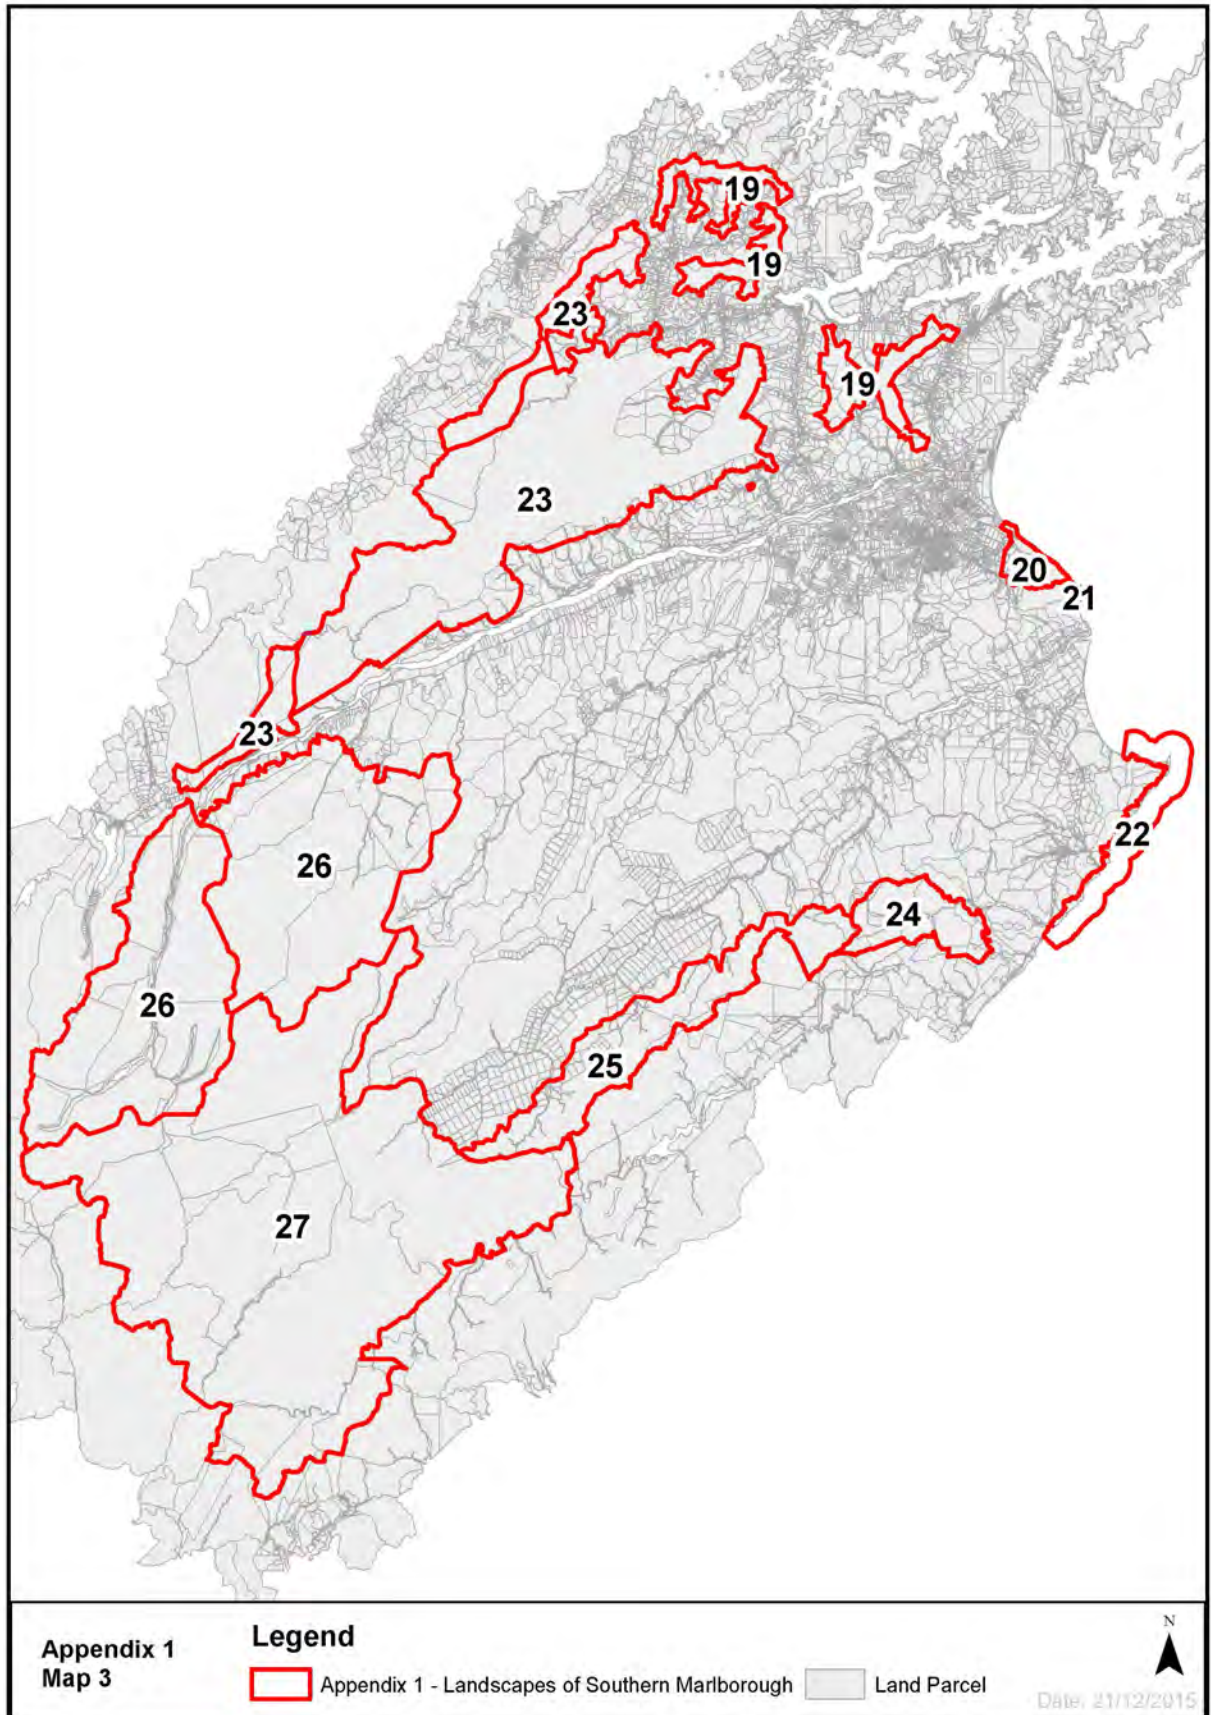 19
19
23
19
23
20
21
23
22
26
24
26
25
27
Appendix 1
Map 3
Legend
Appendix 1 - Landscapes of Southern Marlborough
Land Parcel
N
Date: 21/12/2015